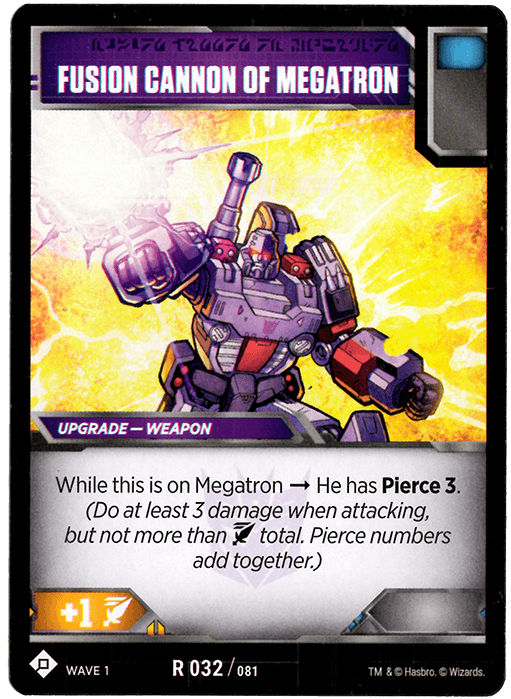 FUSION CANNON OF MEGATRON
UPGRADE — WEAPON
While this is on Megatron → He has Pierce 3.
(Do at least 3 damage when attacking,
but not more than total. Pierce numbers
add together.)
+1
WAVE 1
R 032/081
TM & © Hasbro. © Wizards.